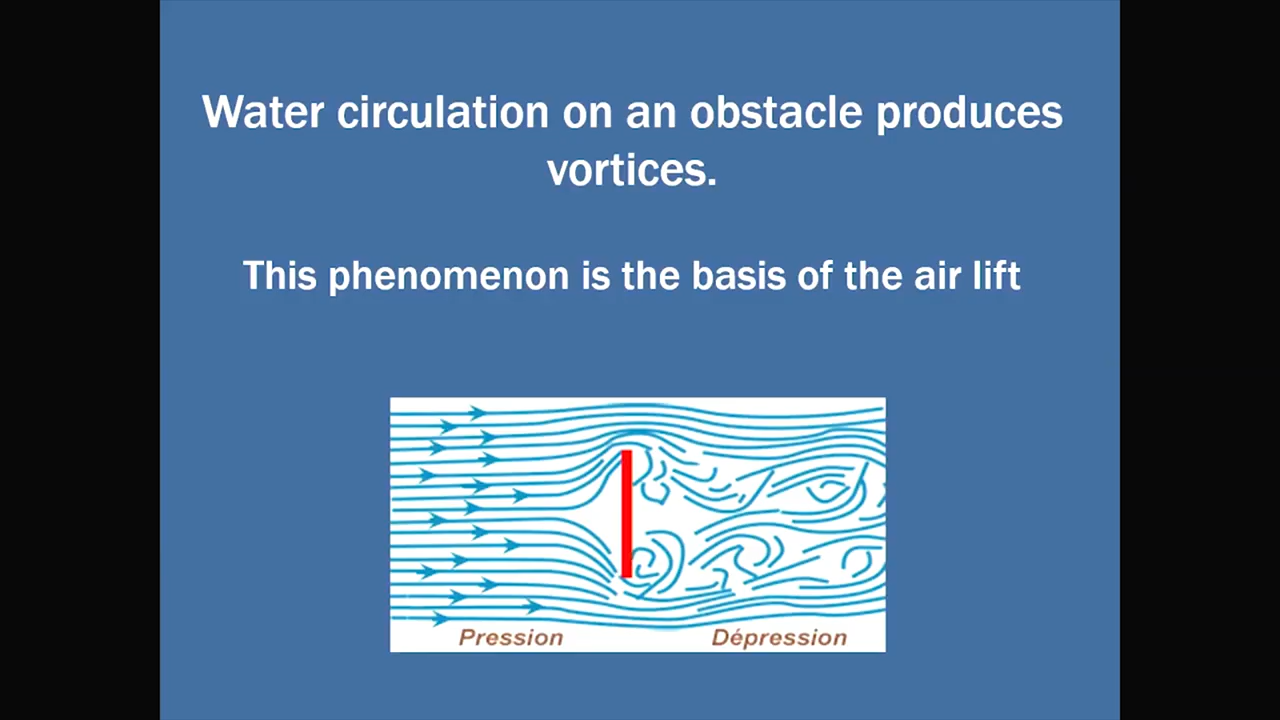 Water circulation on an obstacle produces
vortices.
This phenomenon is the basis of the air lift
Pression
Dépression